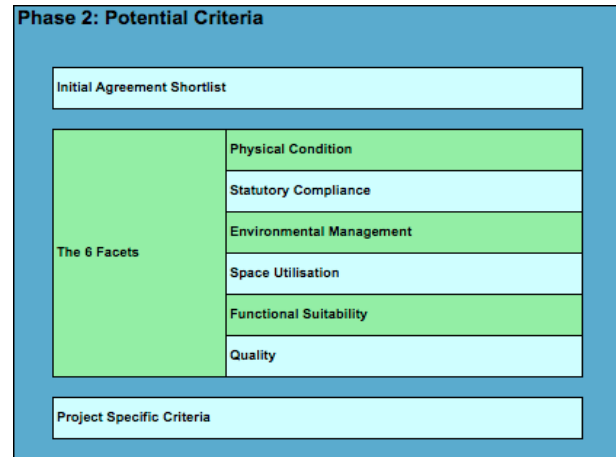 Phase 2: Potential Criteria
Initial Agreement Shortlist
The 6 Facets
Physical Condition
Statutory Compliance
Environmental Management
Space Utilisation
Functional Suitability
Quality
Project Specific Criteria